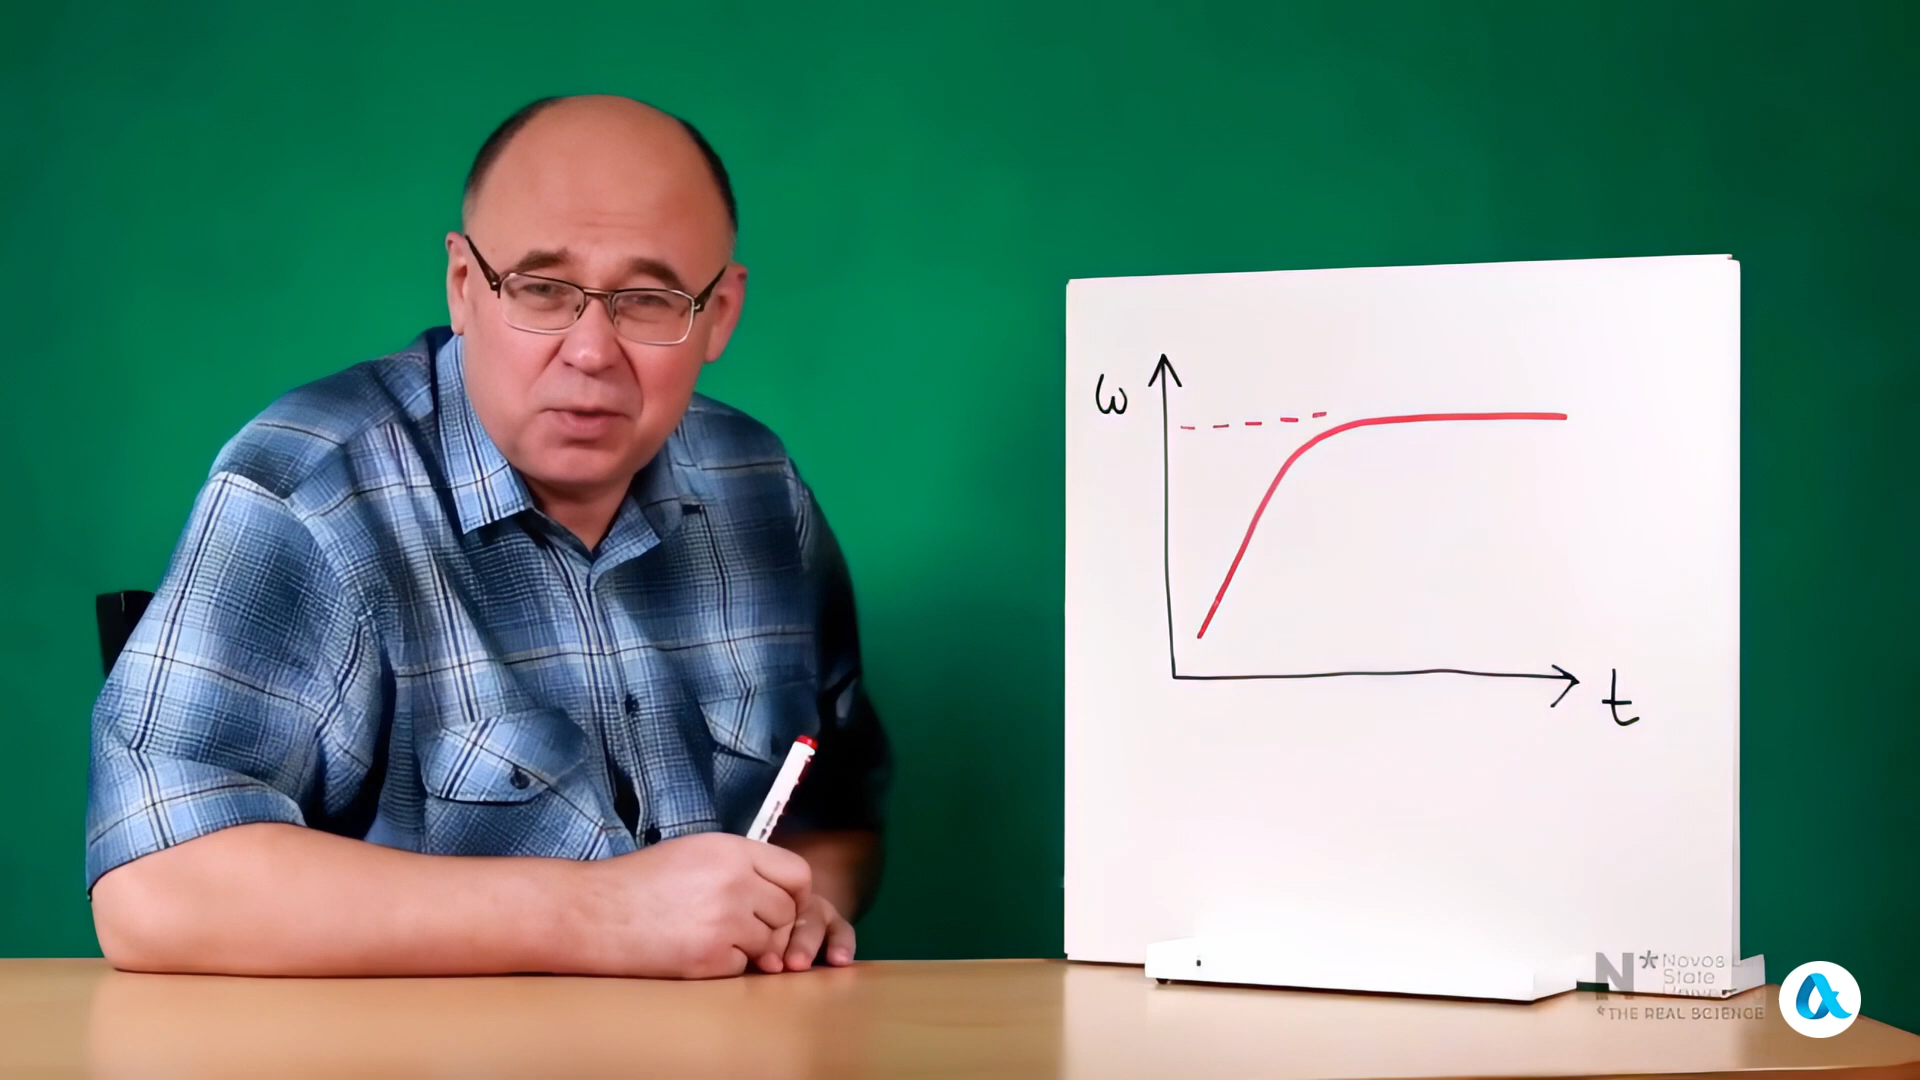 ω
t
N* Novos
State
*THE REAL SCIENCE